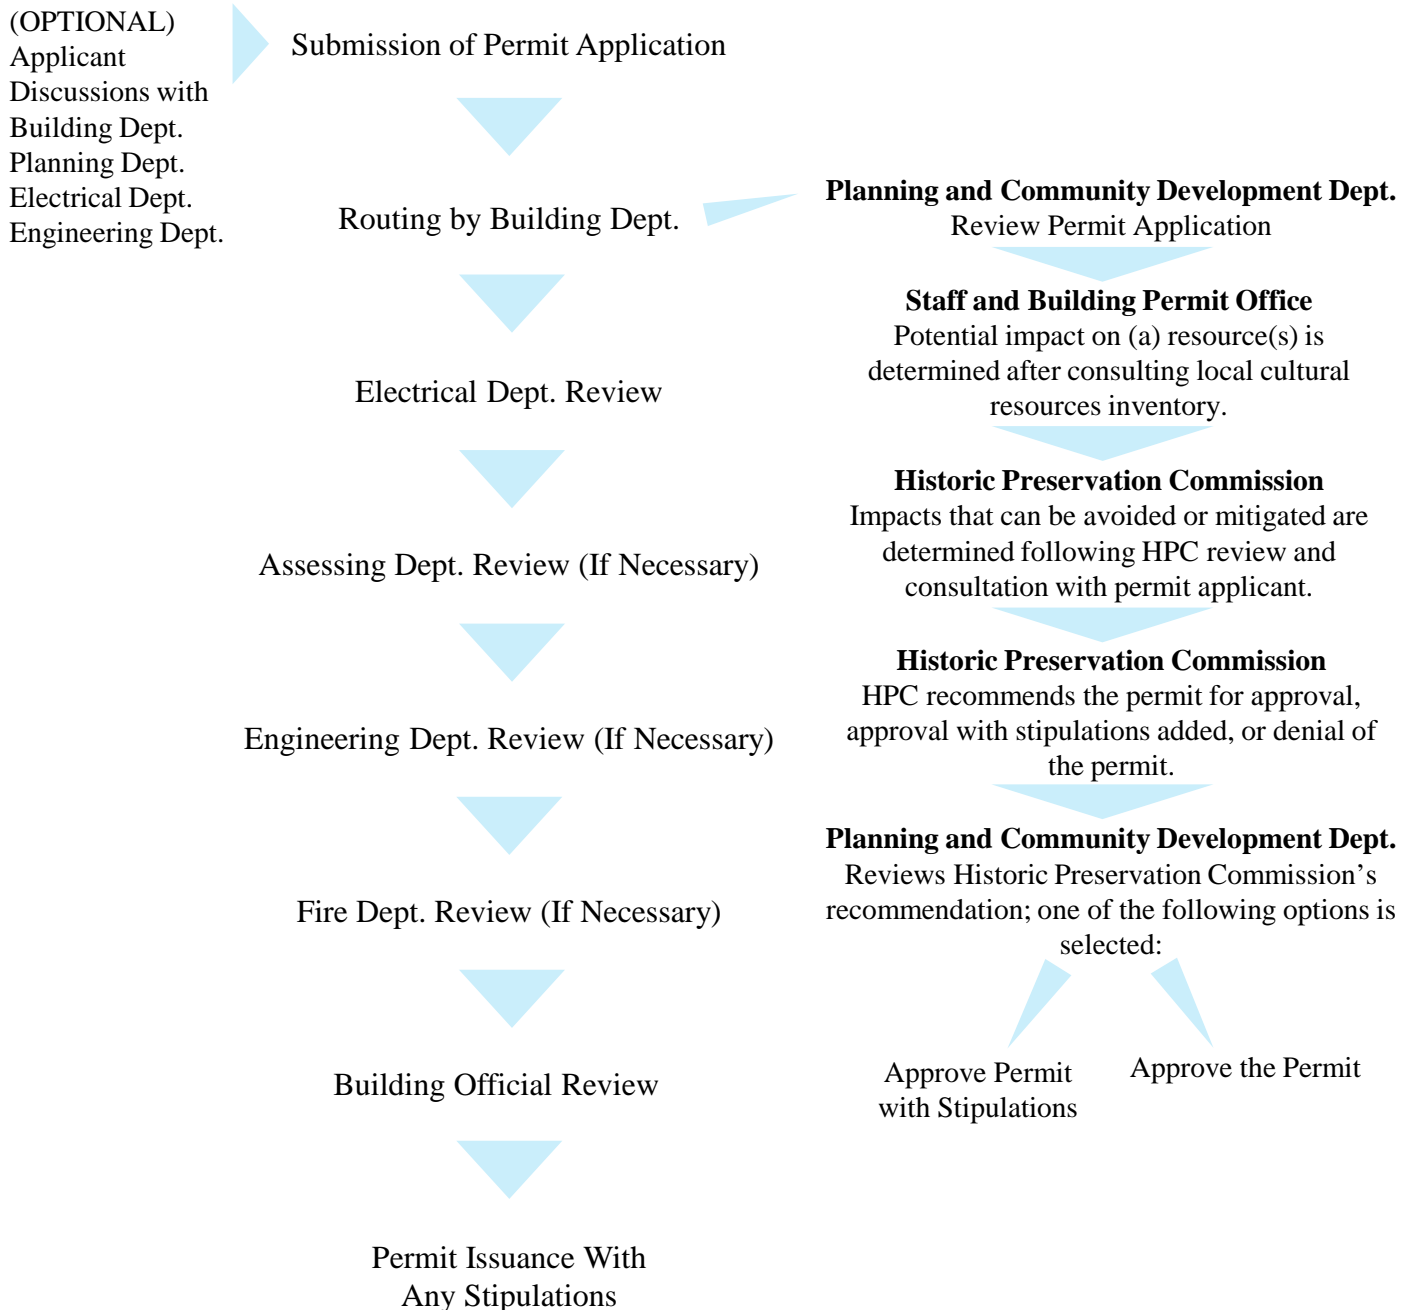 (OPTIONAL)
Applicant
Discussions with
Building Dept.
Planning Dept.
Electrical Dept.
Engineering Dept.
Submission of Permit Application
Routing by Building Dept.
Electrical Dept. Review
Assessing Dept. Review (If Necessary)
Engineering Dept. Review (If Necessary)
Fire Dept. Review (If Necessary)
Building Official Review
Permit Issuance With
Any Stipulations
Planning and Community Development Dept.
Review Permit Application
Staff and Building Permit Office
Potential impact on (a) resource(s) is
determined after consulting local cultural
resources inventory.
Historic Preservation Commission
Impacts that can be avoided or mitigated are
determined following HPC review and
consultation with permit applicant.
Historic Preservation Commission
HPC recommends the permit for approval,
approval with stipulations added, or denial of
the permit.
Planning and Community Development Dept.
Reviews Historic Preservation Commission’s
recommendation; one of the following options is
selected:
Approve Permit
with Stipulations
Approve the Permit